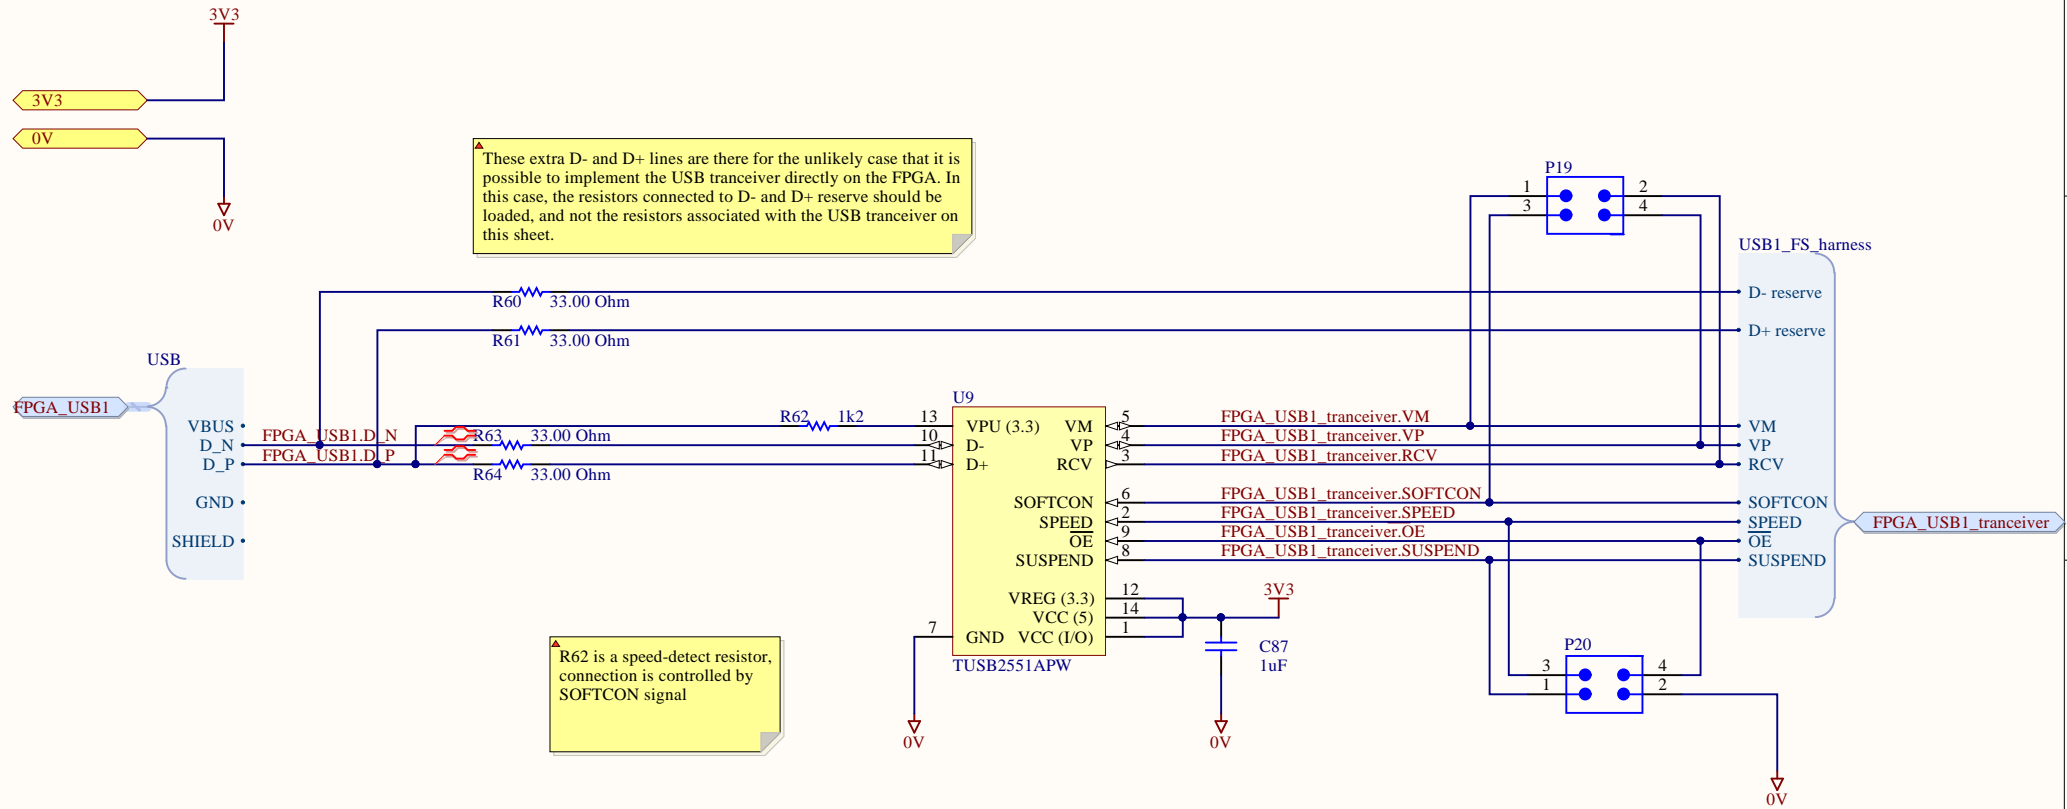 3V3
3V3
0V
0V
These extra D- and D+ lines are there for the unlikely case that it is
possible to implement the USB tranceiver directly on the FPGA. In
this case, the resistors connected to D- and D+ reserve should be
loaded, and not the resistors associated with the USB tranceiver on
this sheet.
P19
1 2
3 4
USB1_FS_harness
R60 33.00 Ohm
D- reserve
R61 33.00 Ohm
D+ reserve
USB
FPGA_USB1
VBUS
D_N
D_P
GND
SHIELD
FPGA_USB1.D_N
FPGA_USB1.D_P
R62 1k2
R63 33.00 Ohm
R64 33.00 Ohm
U9
13 VPU (3.3) VM 5
10 D- VP 4
11 D+ RCV 3
SOFTCON 6
SPEED 2
OE 9
SUSPEND 8
VREG (3.3) 12
VCC (5) 14
7 GND VCC (I/O) 1
TUSB2551APW
FPGA_USB1_tranceiver.VM
FPGA_USB1_tranceiver.VP
FPGA_USB1_tranceiver.RCV
FPGA_USB1_tranceiver.SOFTCON
FPGA_USB1_tranceiver.SPEED
FPGA_USB1_tranceiver.OE
FPGA_USB1_tranceiver.SUSPEND
VM
VP
RCV
SOFTCON
SPEED
OE
SUSPEND
FPGA_USB1_tranceiver
3V3
C87
1uF
0V
0V
R62 is a speed-detect resistor,
connection is controlled by
SOFTCON signal
P20
3 4
1 2
0V